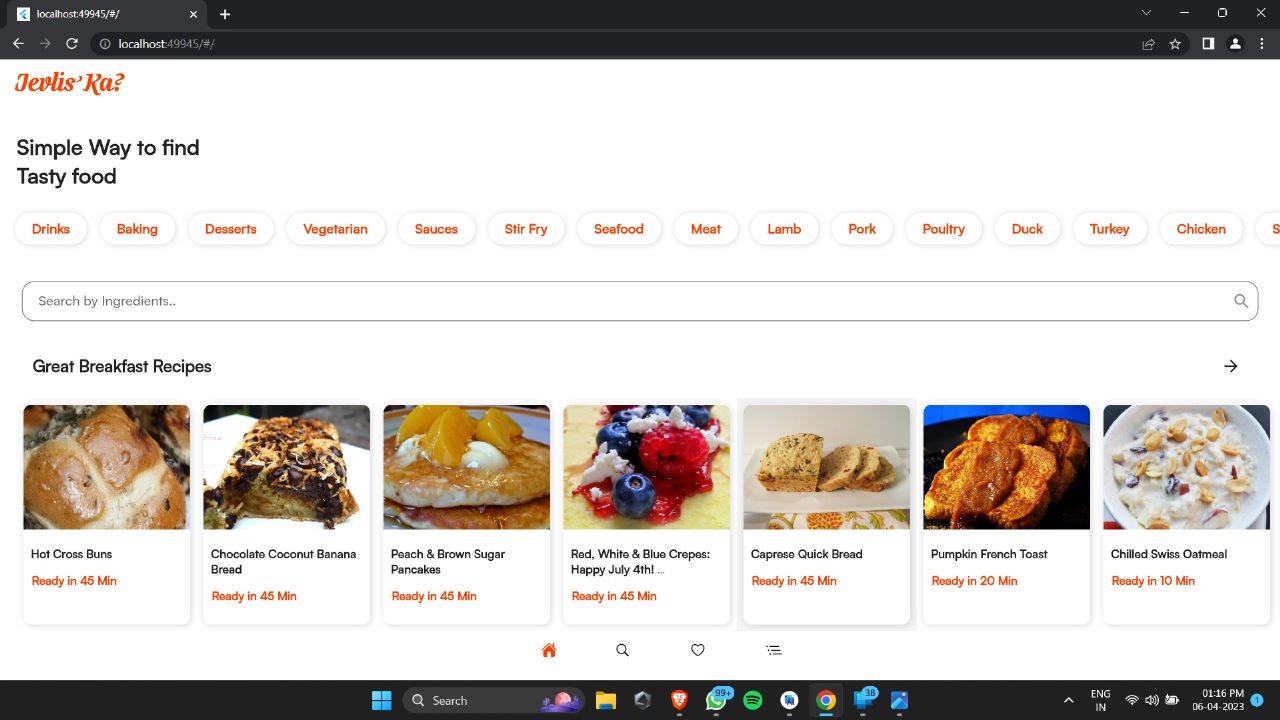 localhost:49945/#/
localhost:49945/#/
Jevlis Ka?
Simple Way to find
Tasty food
Drinks Baking Desserts Vegetarian Sauces Stir Fry Seafood Meat Lamb Pork Poultry Duck Turkey Chicken S
Search by Ingredients..
Great Breakfast Recipes
Hot Cross Buns
Ready in 45 Min
Chocolate Coconut Banana
Bread
Ready in 45 Min
Peach & Brown Sugar
Pancakes
Ready in 45 Min
Red, White & Blue Crepes:
Happy July 4th! ...
Ready in 45 Min
Caprese Quick Bread
Ready in 45 Min
Pumpkin French Toast
Ready in 20 Min
Chilled Swiss Oatmeal
Ready in 10 Min
Search
99+
38
ENG
IN
01:16 PM
06-04-2023
1